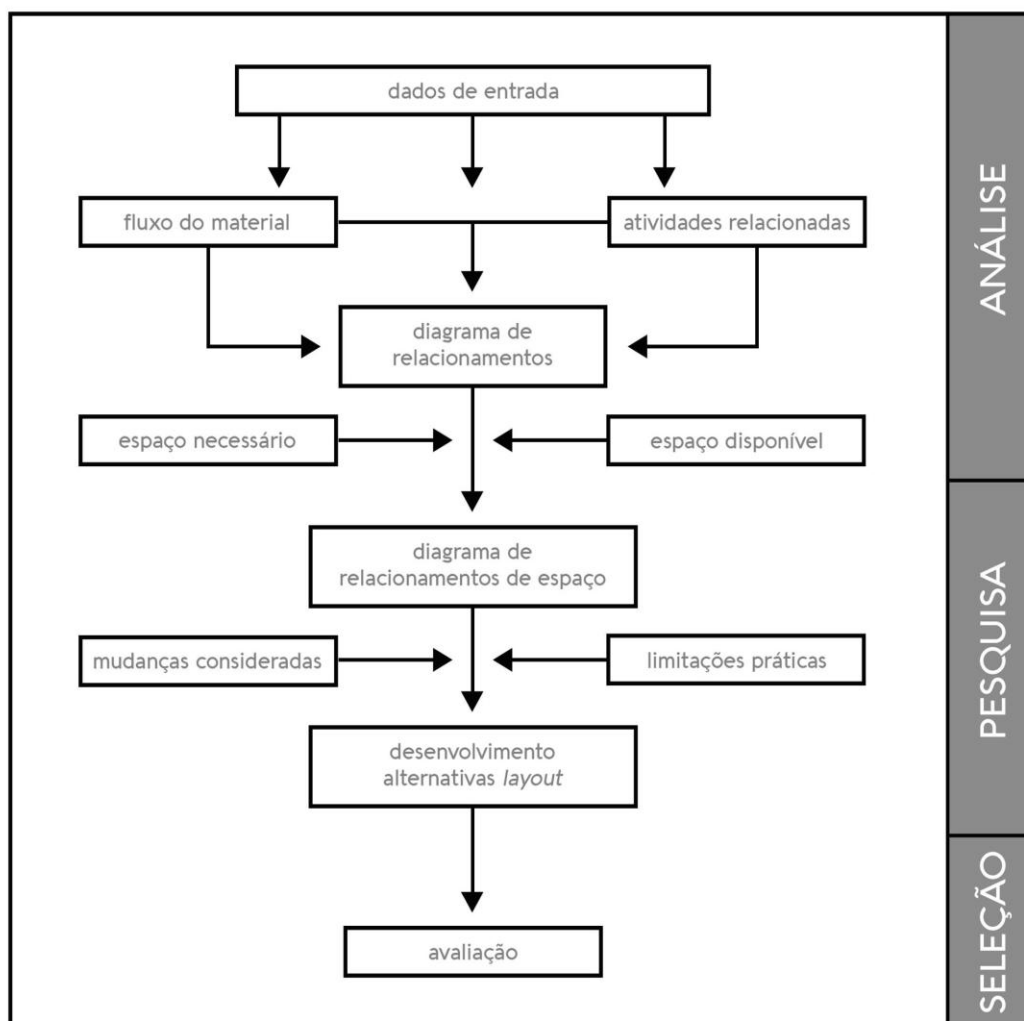 dados de entrada
fluxo do material
atividades relacionadas
diagrama de
relacionamentos
espaço necessário
espaço disponível
ANÁLISE
diagrama de
relacionamentos de espaço
mudanças consideradas
limitações práticas
desenvolvimento
alternativas layout
PESQUISA
avaliação
SELEÇÃO